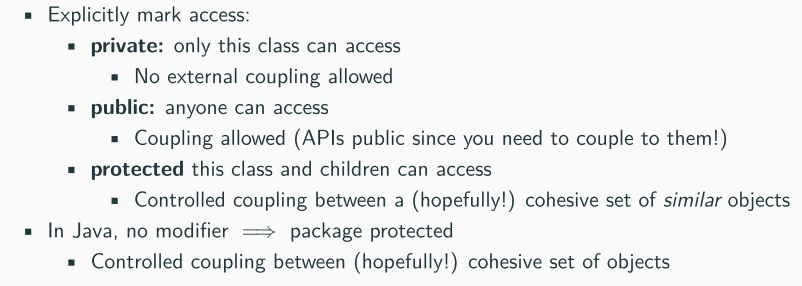 ▪ Explicitly mark access:
▪ private: only this class can access
▪ No external coupling allowed
▪ public: anyone can access
▪ Coupling allowed (APIs public since you need to couple to them!)
▪ protected this class and children can access
▪ Controlled coupling between a (hopefully!) cohesive set of similar objects
▪ In Java, no modifier ⟹ package protected
▪ Controlled coupling between (hopefully!) cohesive set of objects